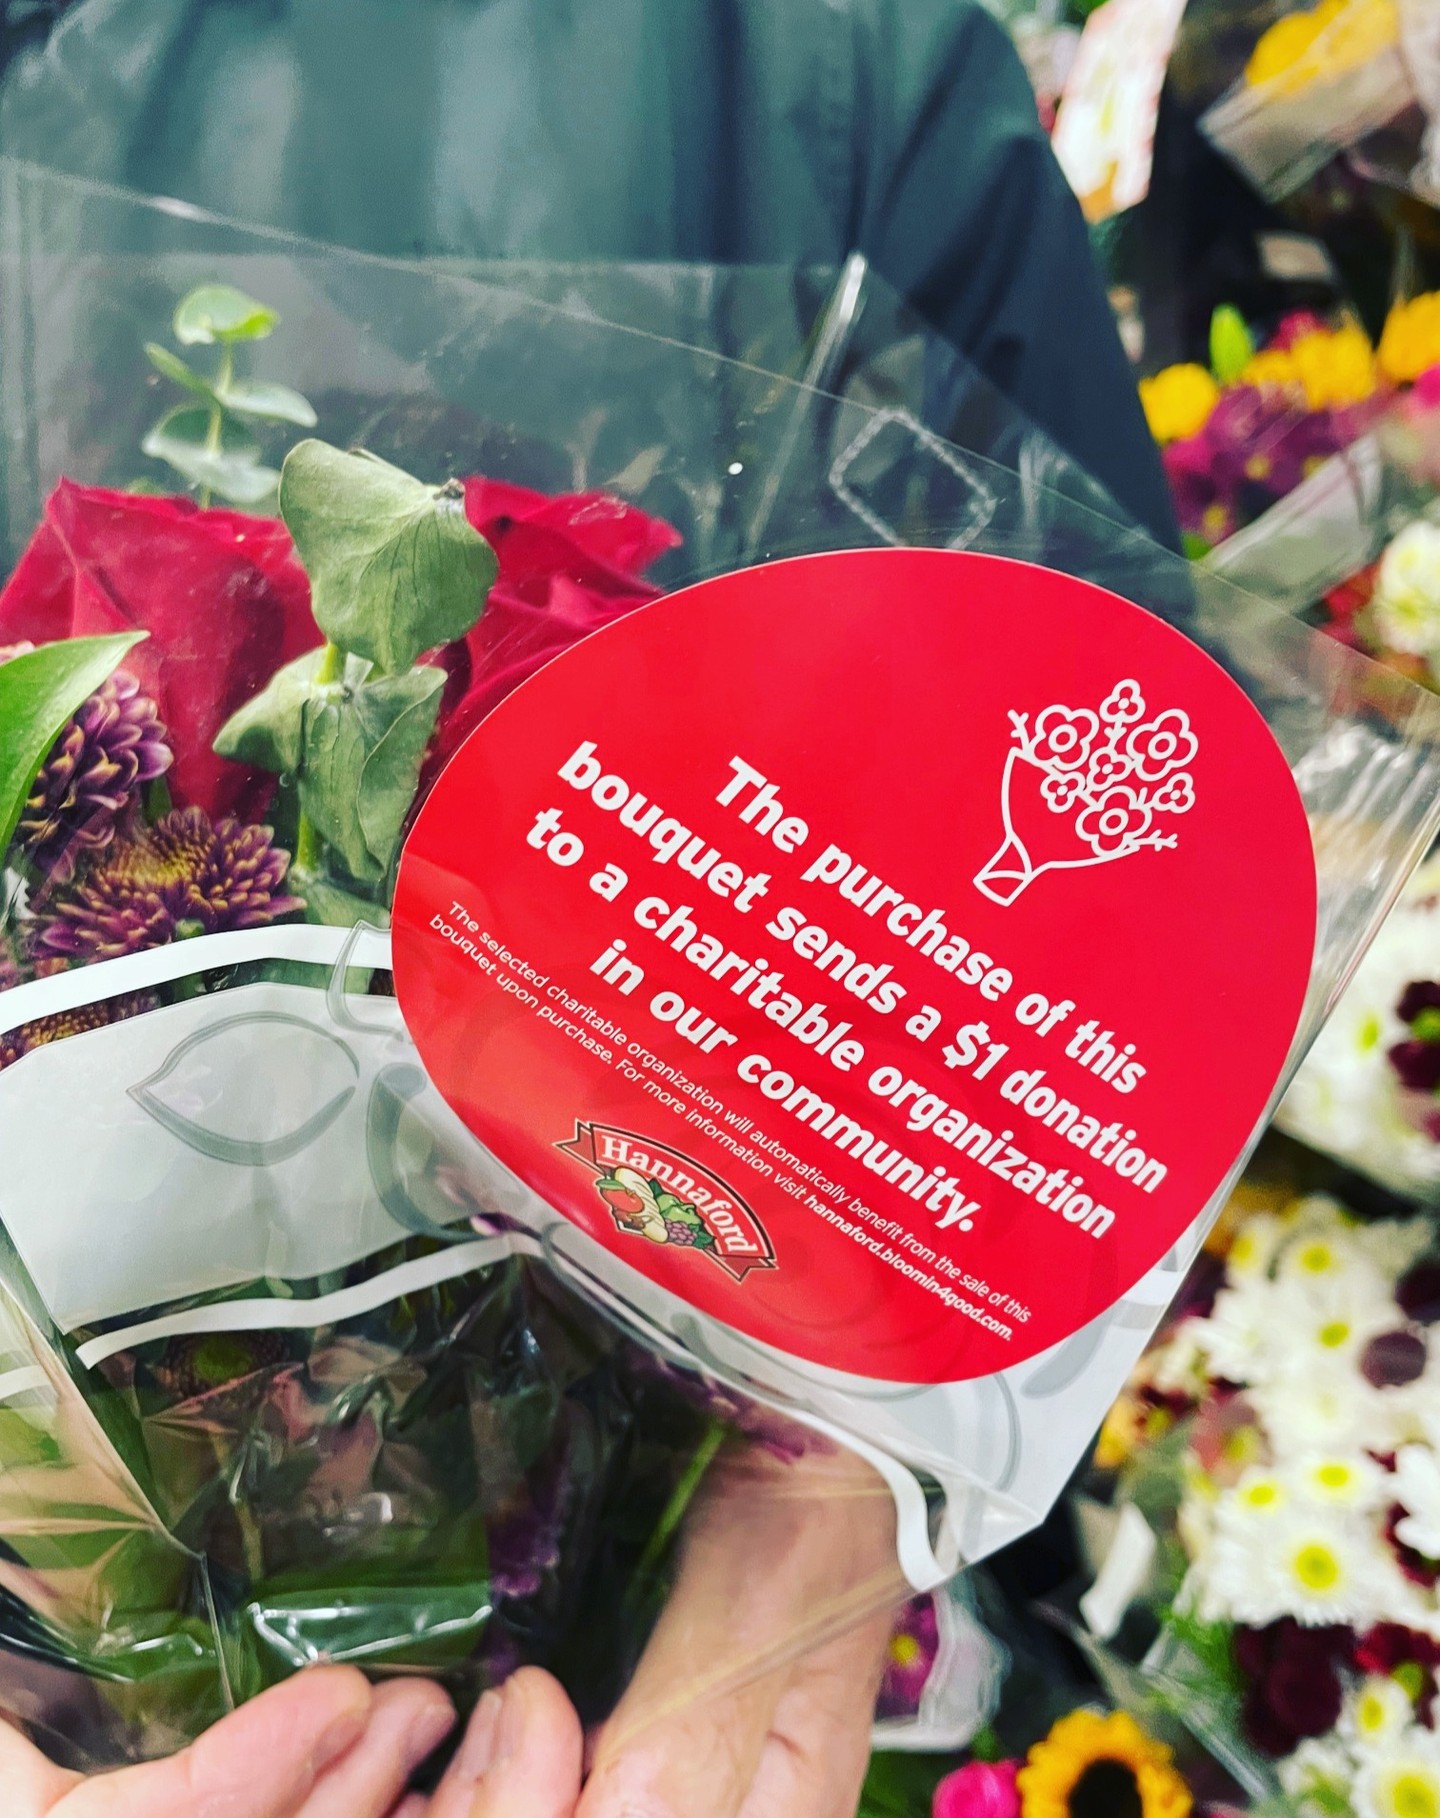 The purchase of this
bouquet sends a $1 donation
to a charitable organization
in our community.
The selected charitable organization will automatically benefit from the sale of this
bouquet upon purchase. For more information visit hannaford.bloomin4good.com.
Hannaford